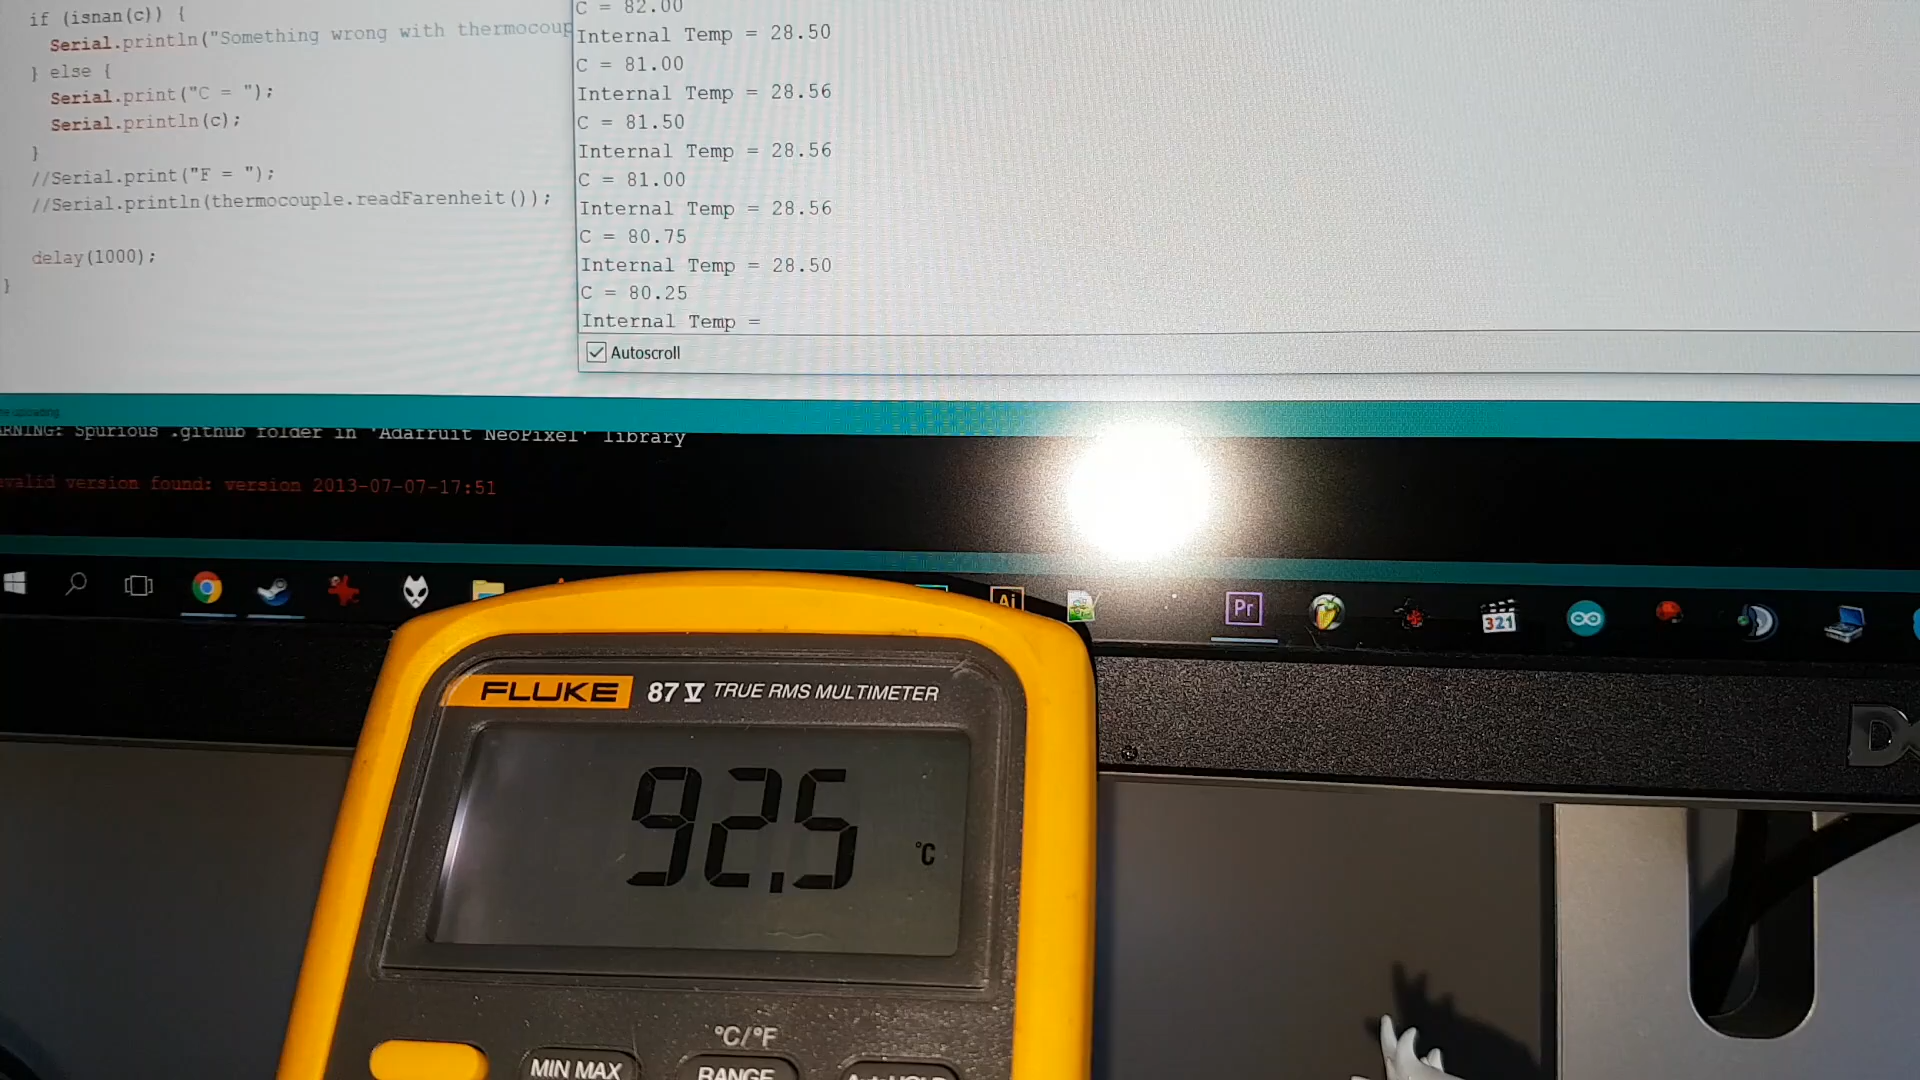 if (isnan(c)) {
Serial.println("Something wrong with thermocoup
} else {
Serial.print("C = ");
Serial.println(c);
}
//Serial.print("F = ");
//Serial.println(thermocouple.readFarenheit());
delay(1000);
}
C = 82.00
Internal Temp = 28.50
C = 81.00
Internal Temp = 28.56
C = 81.50
Internal Temp = 28.56
C = 81.00
Internal Temp = 28.56
C = 80.75
Internal Temp = 28.50
C = 80.25
Internal Temp =
Autoscroll
uploading
RNING: Spurious .github folder in 'Adafruit NeoPixel' library
valid version found: version 2013-07-07-17:51
Ai
Pr
321
FLUKE 87 V TRUE RMS MULTIMETER
92.5 °C
°C/°F
MIN MAX
RANGE
AutoHOLD